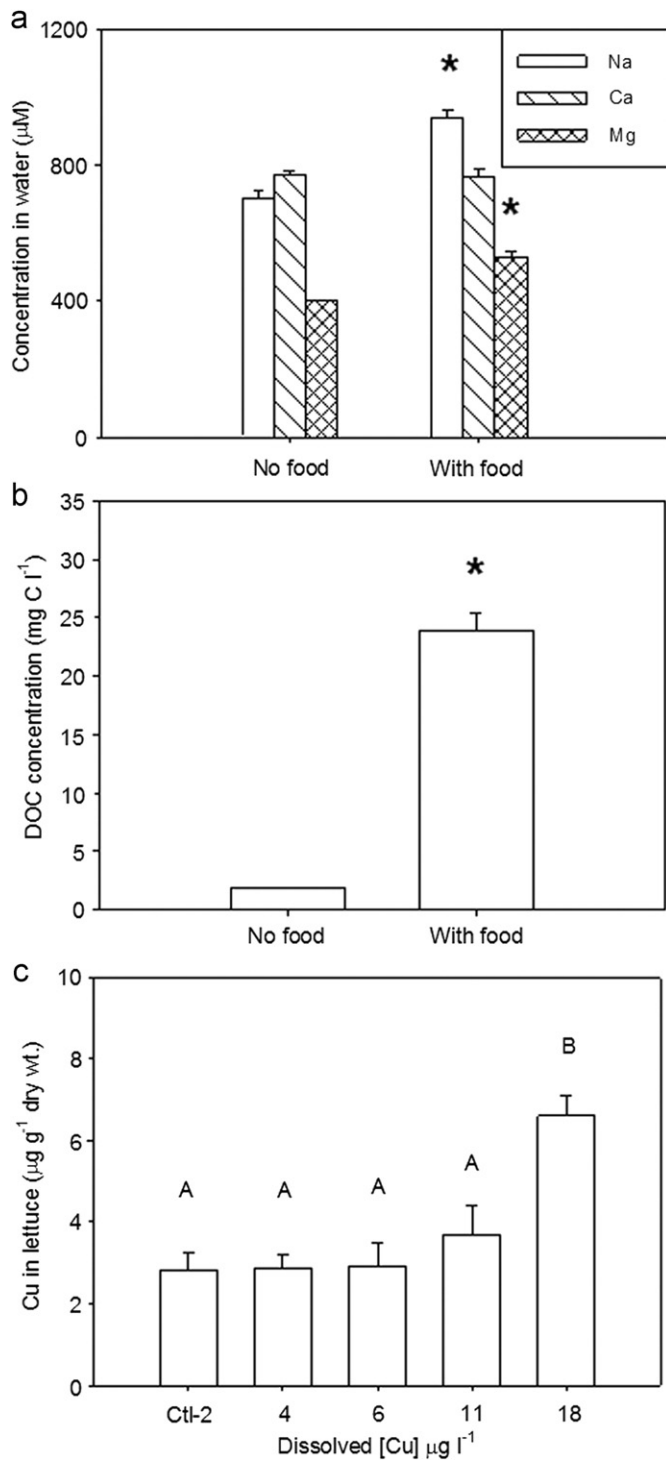 a
Concentration in water (µM)
1200
800
400
0
*
*
Na
Ca
Mg
No food
With food
b
DOC concentration (mg C l⁻¹)
35
30
25
20
15
10
5
0
*
No food
With food
c
Cu in lettuce (µg g⁻¹ dry wt.)
10
8
6
4
2
0
A
A
A
A
B
Ctl-2
4
6
11
18
Dissolved [Cu] µg l⁻¹